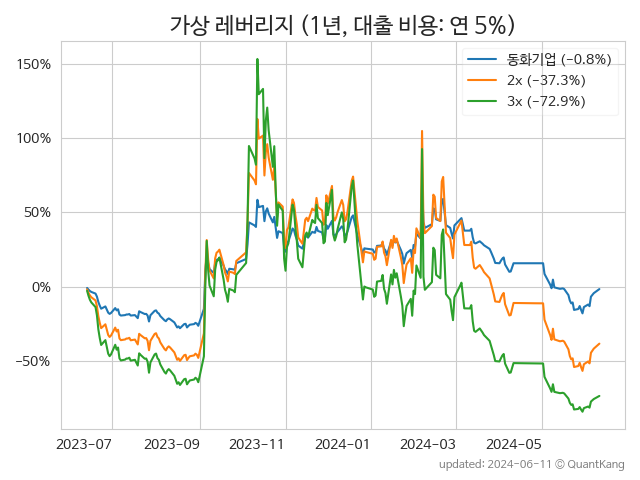 가상 레버리지 (1년, 대출 비용: 연 5%)
150%
100%
50%
0%
−50%
동화기업 (−0.8%)
2x (−37.3%)
3x (−72.9%)
2023-07 2023-09 2023-11 2024-01 2024-03 2024-05
updated: 2024-06-11 © QuantKang